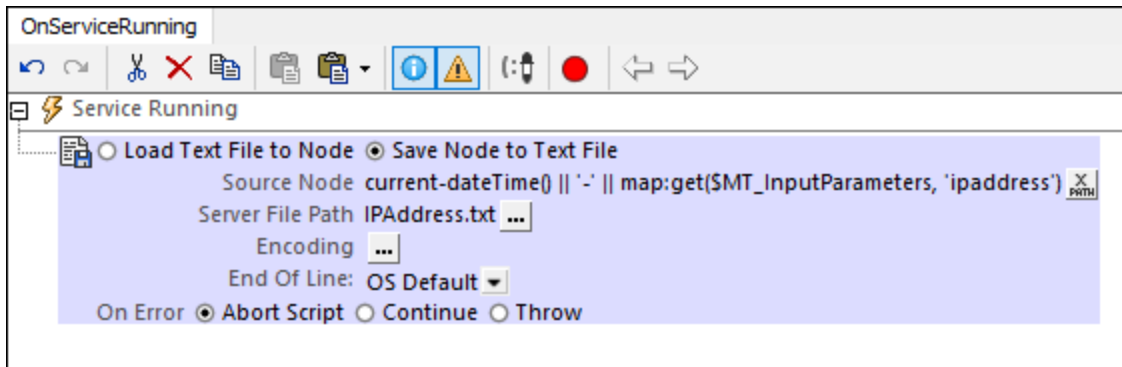 OnServiceRunning
Service Running
Load Text File to Node Save Node to Text File
Source Node current-dateTime() || '-' || map:get($MT_InputParameters, 'ipaddress') X PATH
Server File Path IPAddress.txt ...
Encoding ...
End Of Line: OS Default
On Error Abort Script Continue Throw